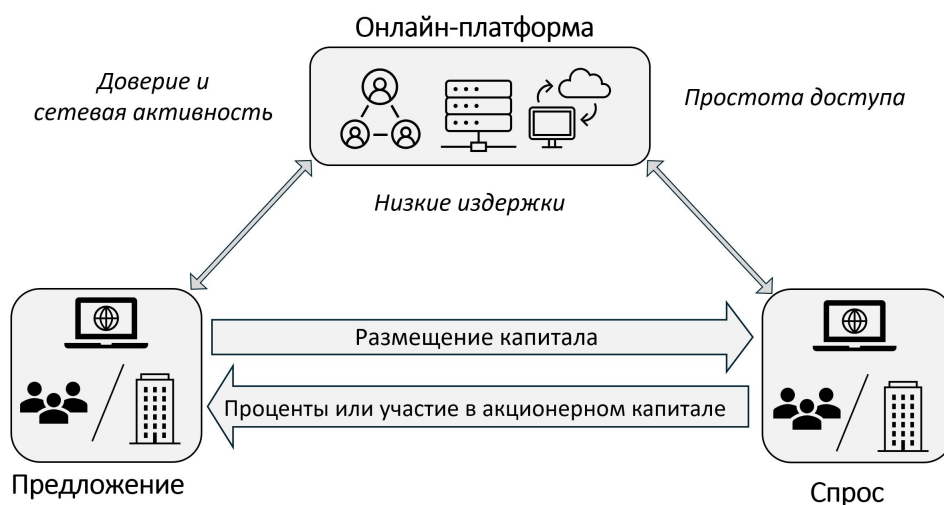 Онлайн-платформа
Доверие и
сетевая активность
Простота доступа
Низкие издержки
Размещение капитала
Проценты или участие в акционерном капитале
Предложение
Спрос